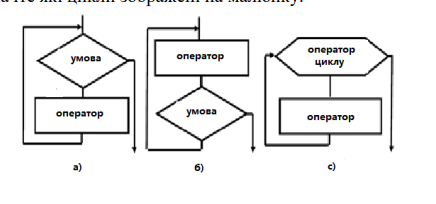 які цикли зображені на малюнку.
умова
оператор
а)
оператор
умова
б)
оператор
циклу
оператор
с)